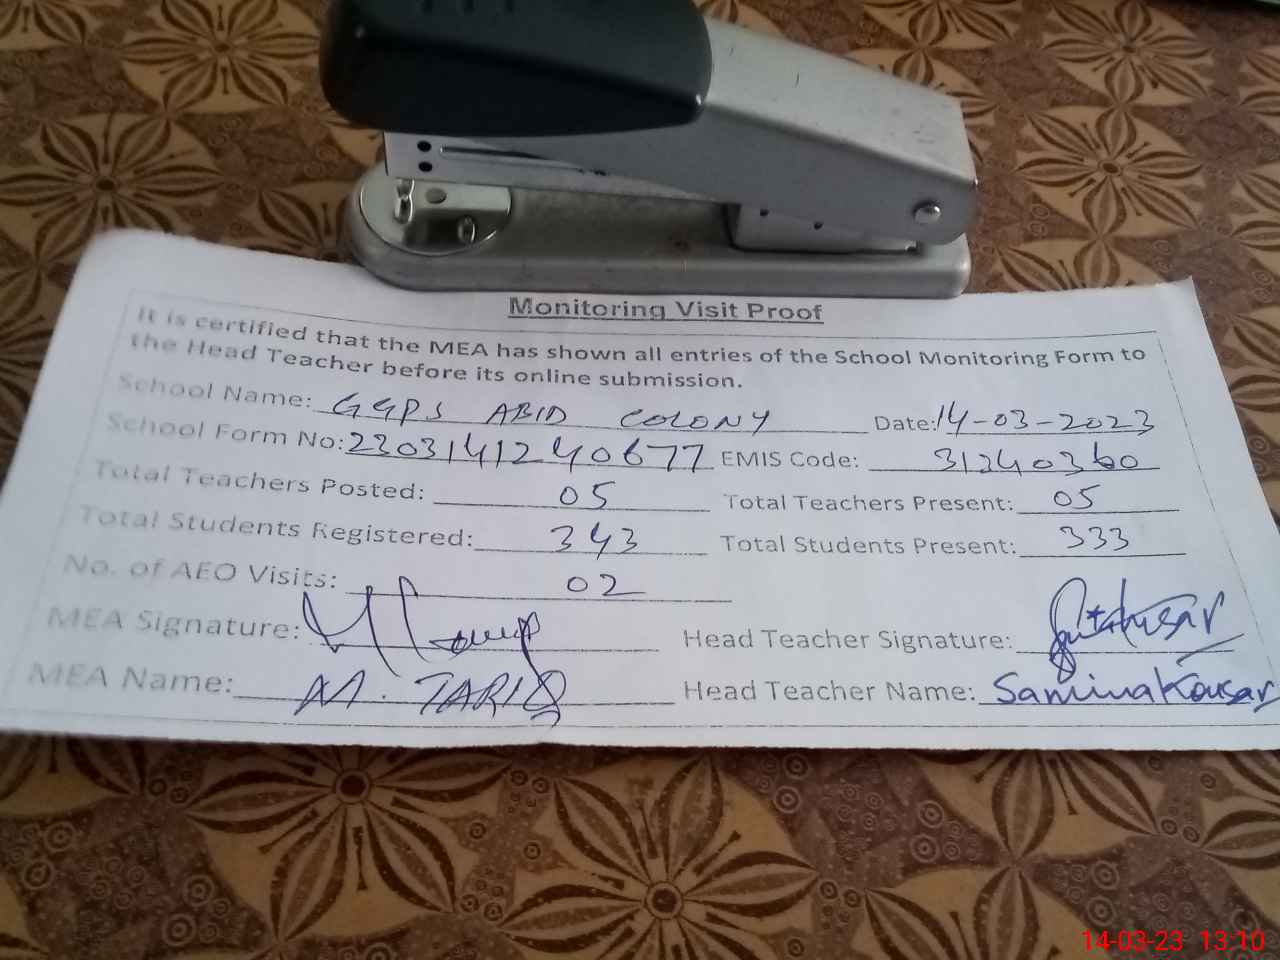 Monitoring Visit Proof
It is certified that the MEA has shown all entries of the School Monitoring Form to
the Head Teacher before its online submission.
School Name: GGPS ABID COLONY Date: 14-03-2023
School Form No: 2303141240677 EMIS Code: 31240360
Total Teachers Posted: 05 Total Teachers Present: 05
Total Students Registered: 343 Total Students Present: 333
No. of AEO Visits: 02
MEA Signature: Head Teacher Signature:
MEA Name: M. TARIQ Head Teacher Name: Samina Kousar
14-03-23 13:10